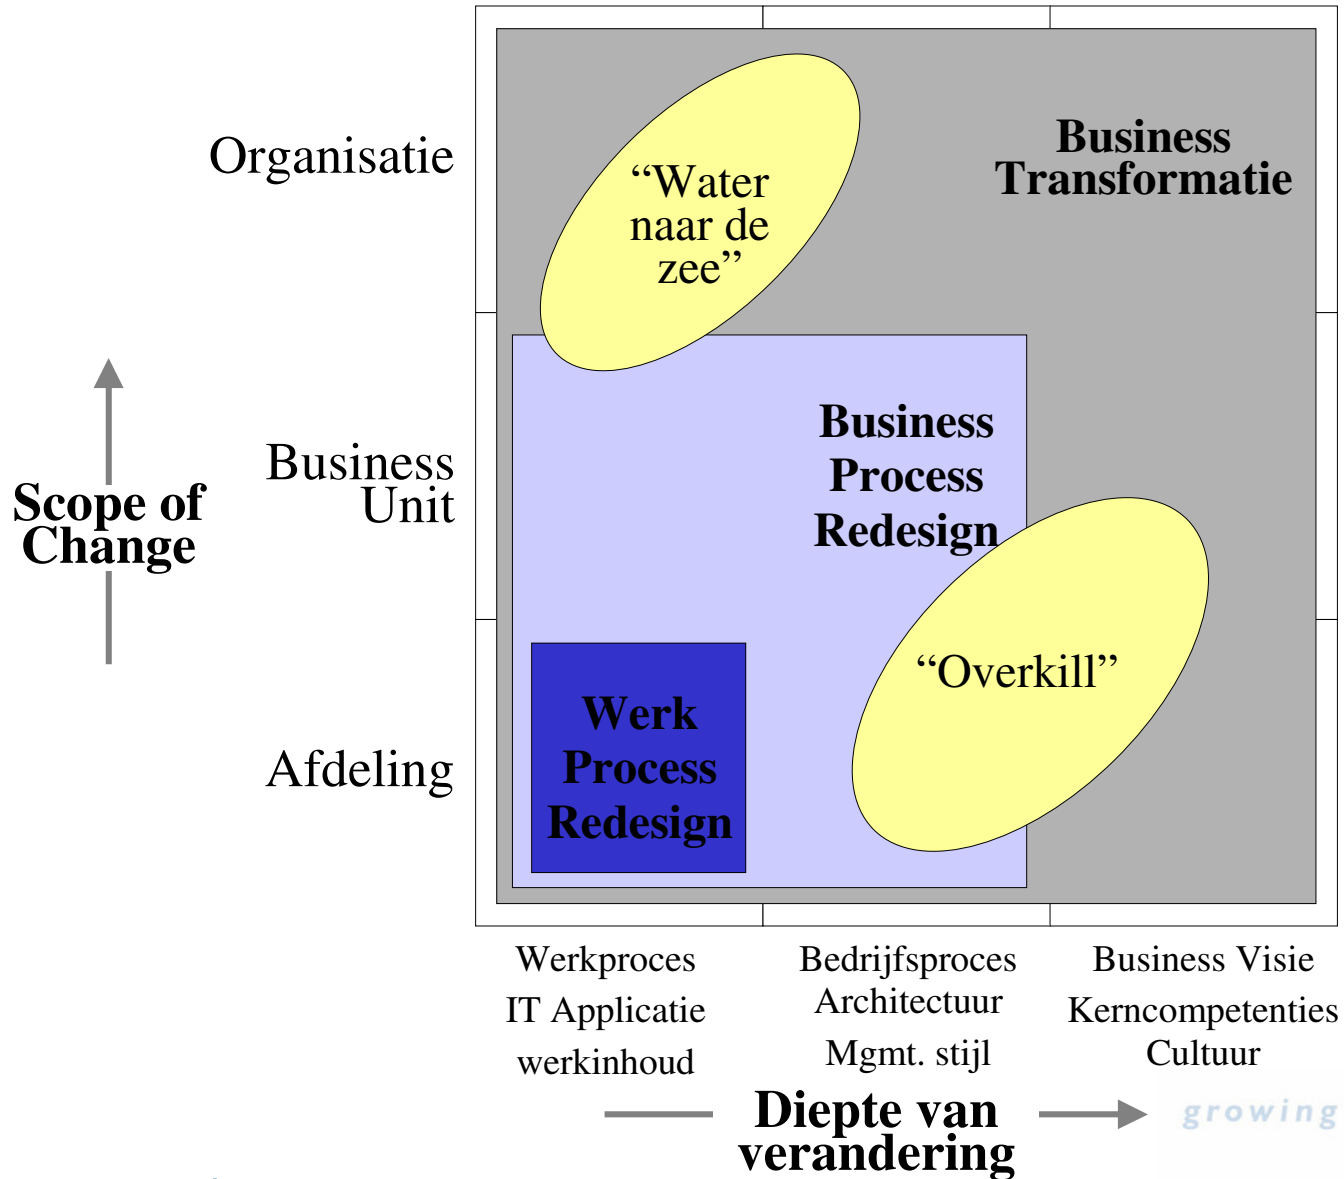 Organisatie
“Water
naar de
zee”
Business
Transformatie
Scope of
Change
Business
Unit
Business
Process
Redesign
“Overkill”
Afdeling
Werk
Process
Redesign
Werkproces
IT Applicatie
werkinhoud
Bedrijfsproces
Architectuur
Mgmt. stijl
Business Visie
Kerncompetenties
Cultuur
Diepte van
verandering
growing